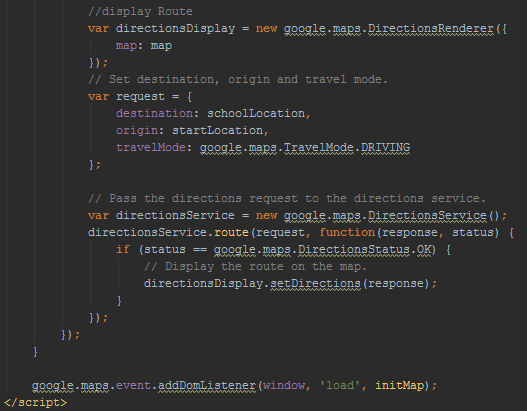 //display Route
var directionsDisplay = new google.maps.DirectionsRenderer({
map: map
});
// Set destination, origin and travel mode.
var request = {
destination: schoolLocation,
origin: startLocation,
travelMode: google.maps.TravelMode.DRIVING
};
// Pass the directions request to the directions service.
var directionsService = new google.maps.DirectionsService();
directionsService.route(request, function(response, status) {
if (status == google.maps.DirectionsStatus.OK) {
// Display the route on the map.
directionsDisplay.setDirections(response);
}
});
});
}
google.maps.event.addDomListener(window, 'load', initMap);
</script>